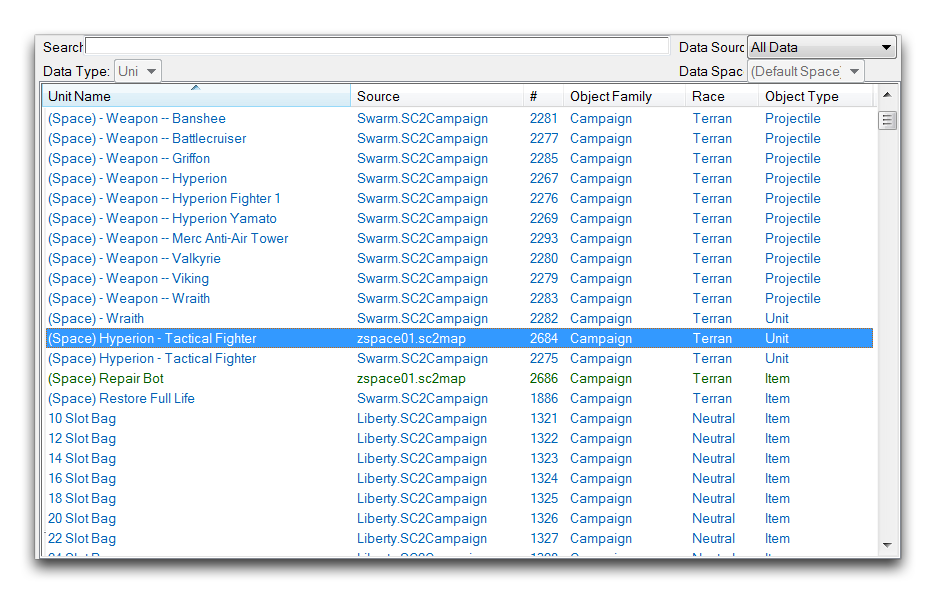 Search Data Sourc All Data
Data Type: Uni Data Spac (Default Space)
Unit Name Source # Object Family Race Object Type
(Space) - Weapon -- Banshee Swarm.SC2Campaign 2281 Campaign Terran Projectile
(Space) - Weapon -- Battlecruiser Swarm.SC2Campaign 2277 Campaign Terran Projectile
(Space) - Weapon -- Griffon Swarm.SC2Campaign 2285 Campaign Terran Projectile
(Space) - Weapon -- Hyperion Swarm.SC2Campaign 2267 Campaign Terran Projectile
(Space) - Weapon -- Hyperion Fighter 1 Swarm.SC2Campaign 2276 Campaign Terran Projectile
(Space) - Weapon -- Hyperion Yamato Swarm.SC2Campaign 2269 Campaign Terran Projectile
(Space) - Weapon -- Merc Anti-Air Tower Swarm.SC2Campaign 2293 Campaign Terran Projectile
(Space) - Weapon -- Valkyrie Swarm.SC2Campaign 2280 Campaign Terran Projectile
(Space) - Weapon -- Viking Swarm.SC2Campaign 2279 Campaign Terran Projectile
(Space) - Weapon -- Wraith Swarm.SC2Campaign 2283 Campaign Terran Projectile
(Space) - Wraith Swarm.SC2Campaign 2282 Campaign Terran Unit
(Space) Hyperion - Tactical Fighter zspace01.sc2map 2684 Campaign Terran Unit
(Space) Hyperion - Tactical Fighter Swarm.SC2Campaign 2275 Campaign Terran Unit
(Space) Repair Bot zspace01.sc2map 2686 Campaign Terran Item
(Space) Restore Full Life Swarm.SC2Campaign 1886 Campaign Terran Item
10 Slot Bag Liberty.SC2Campaign 1321 Campaign Neutral Item
12 Slot Bag Liberty.SC2Campaign 1322 Campaign Neutral Item
14 Slot Bag Liberty.SC2Campaign 1323 Campaign Neutral Item
16 Slot Bag Liberty.SC2Campaign 1324 Campaign Neutral Item
18 Slot Bag Liberty.SC2Campaign 1325 Campaign Neutral Item
20 Slot Bag Liberty.SC2Campaign 1326 Campaign Neutral Item
22 Slot Bag Liberty.SC2Campaign 1327 Campaign Neutral Item